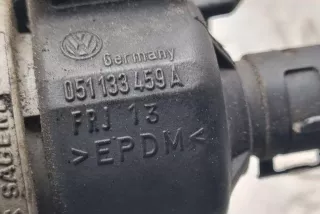 Germany
051 133 459 A
FRJ 13
>EPDM<